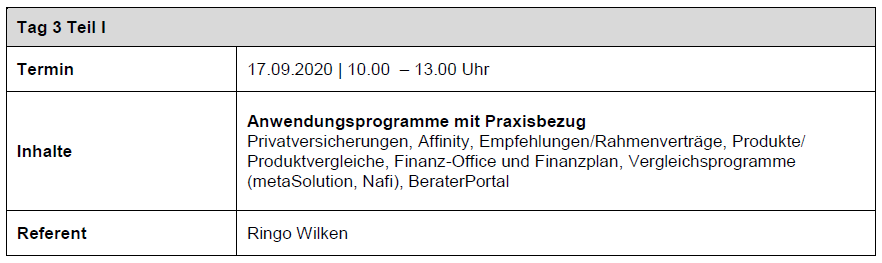 Tag 3 Teil I
Termin
17.09.2020 | 10.00 – 13.00 Uhr
Inhalte
Anwendungsprogramme mit Praxisbezug
Privatversicherungen, Affinity, Empfehlungen/Rahmenverträge, Produkte/
Produktvergleiche, Finanz-Office und Finanzplan, Vergleichsprogramme
(metaSolution, Nafi), BeraterPortal
Referent
Ringo Wilken